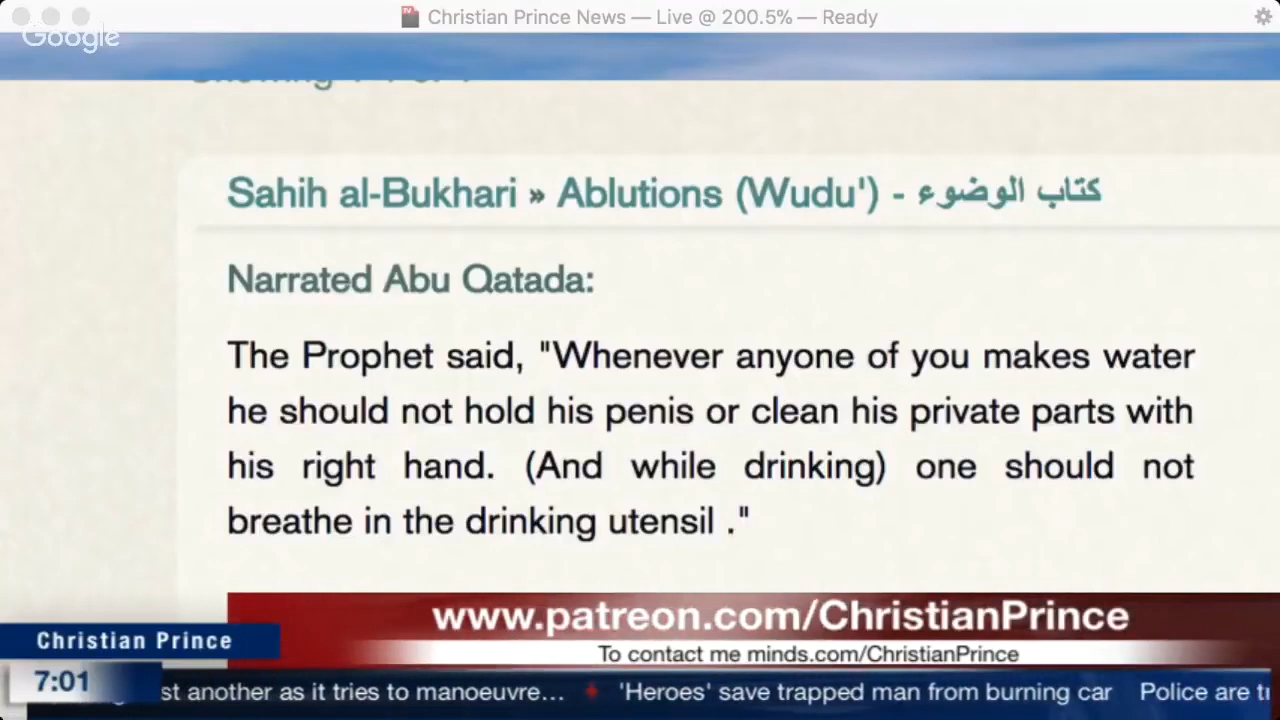 Christian Prince News — Live @ 200.5% — Ready
Google
Sahih al-Bukhari » Ablutions (Wudu') - كتاب الوضوء
Narrated Abu Qatada:
The Prophet said, "Whenever anyone of you makes water
he should not hold his penis or clean his private parts with
his right hand. (And while drinking) one should not
breathe in the drinking utensil ."
www.patreon.com/ChristianPrince
To contact me minds.com/ChristianPrince
Christian Prince
7:01
another as it tries to manoeuvre... 'Heroes' save trapped man from burning car Police are